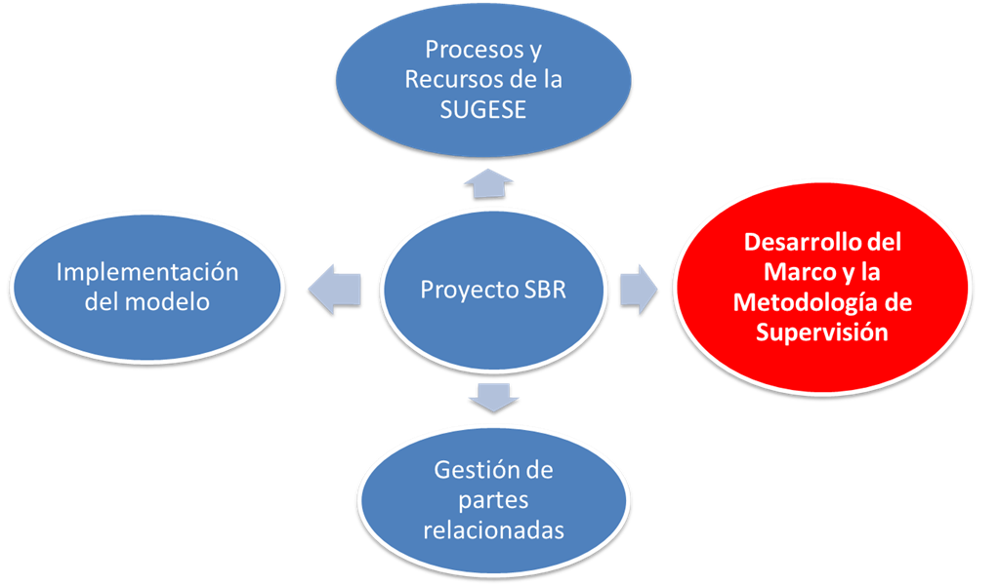 Procesos y
Recursos de la
SUGESE
Implementación
del modelo
Proyecto SBR
Desarrollo del
Marco y la
Metodología de
Supervisión
Gestión de
partes
relacionadas